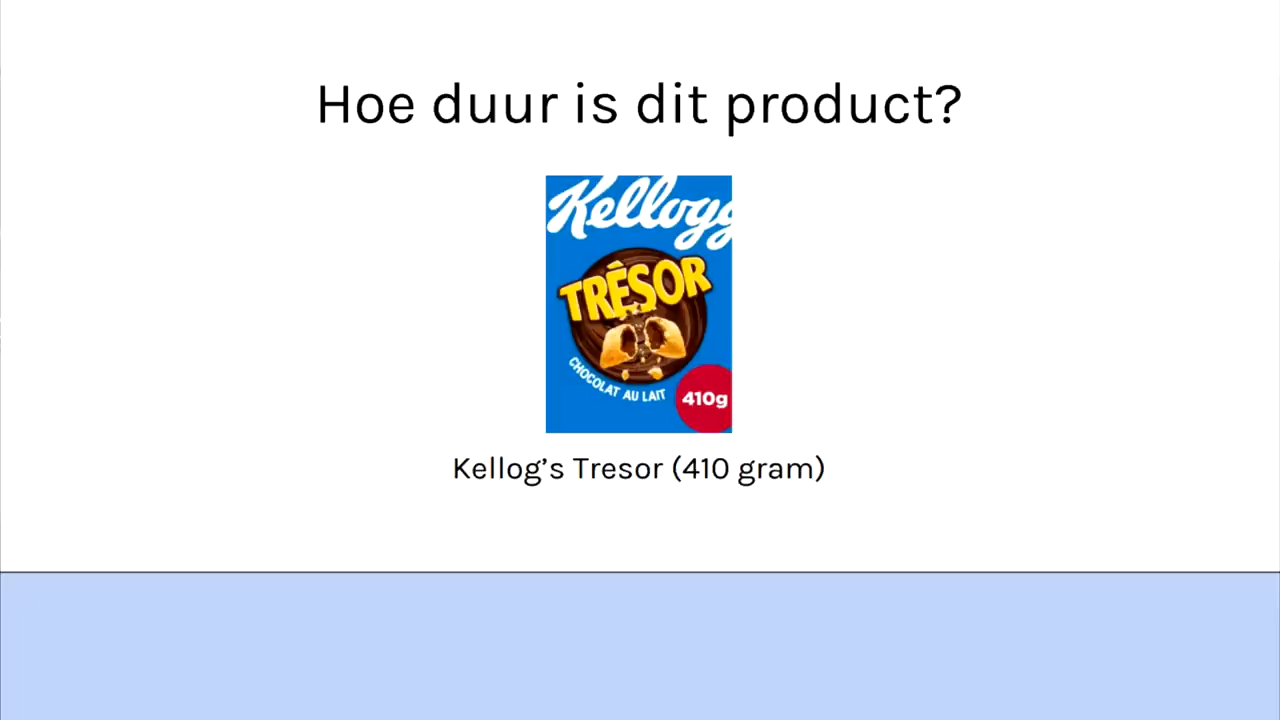 Hoe duur is dit product?
Kellogg
TRÉSOR
CHOCOLAT AU LAIT
410g
Kellog’s Tresor (410 gram)